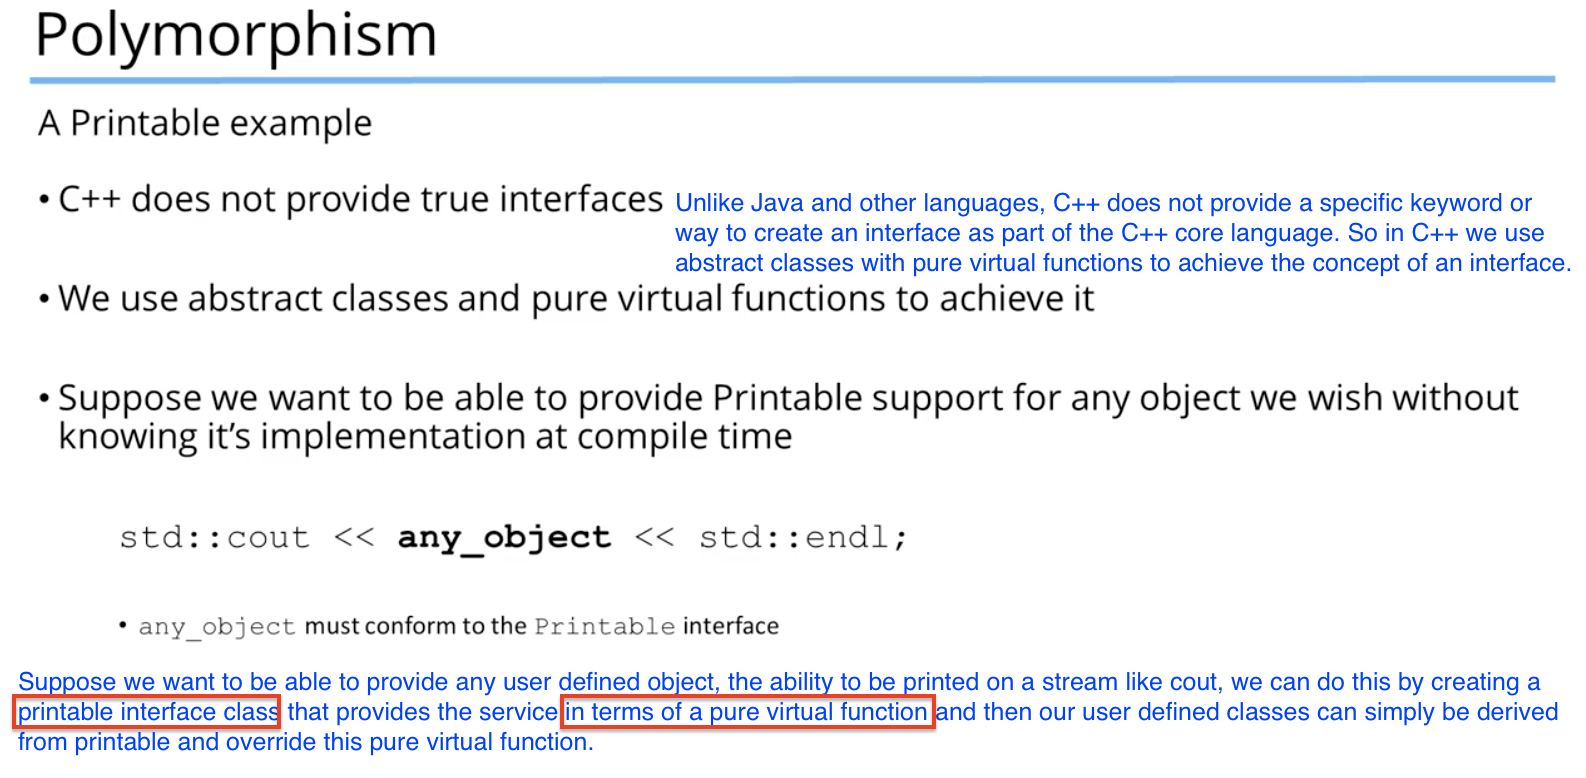 Polymorphism
A Printable example
• C++ does not provide true interfaces
Unlike Java and other languages, C++ does not provide a specific keyword or
way to create an interface as part of the C++ core language. So in C++ we use
abstract classes with pure virtual functions to achieve the concept of an interface.
• We use abstract classes and pure virtual functions to achieve it
• Suppose we want to be able to provide Printable support for any object we wish without
knowing it's implementation at compile time
std::cout << any_object << std::endl;
• any_object must conform to the Printable interface
Suppose we want to be able to provide any user defined object, the ability to be printed on a stream like cout, we can do this by creating a
printable interface class that provides the service in terms of a pure virtual function and then our user defined classes can simply be derived
from printable and override this pure virtual function.